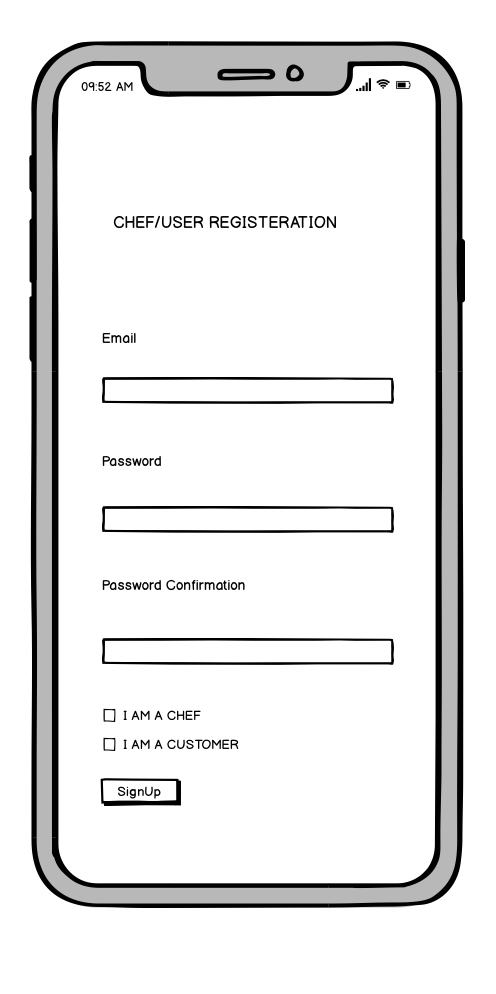 09:52 AM
CHEF/USER REGISTERATION
Email
Password
Password Confirmation
I AM A CHEF
I AM A CUSTOMER
SignUp